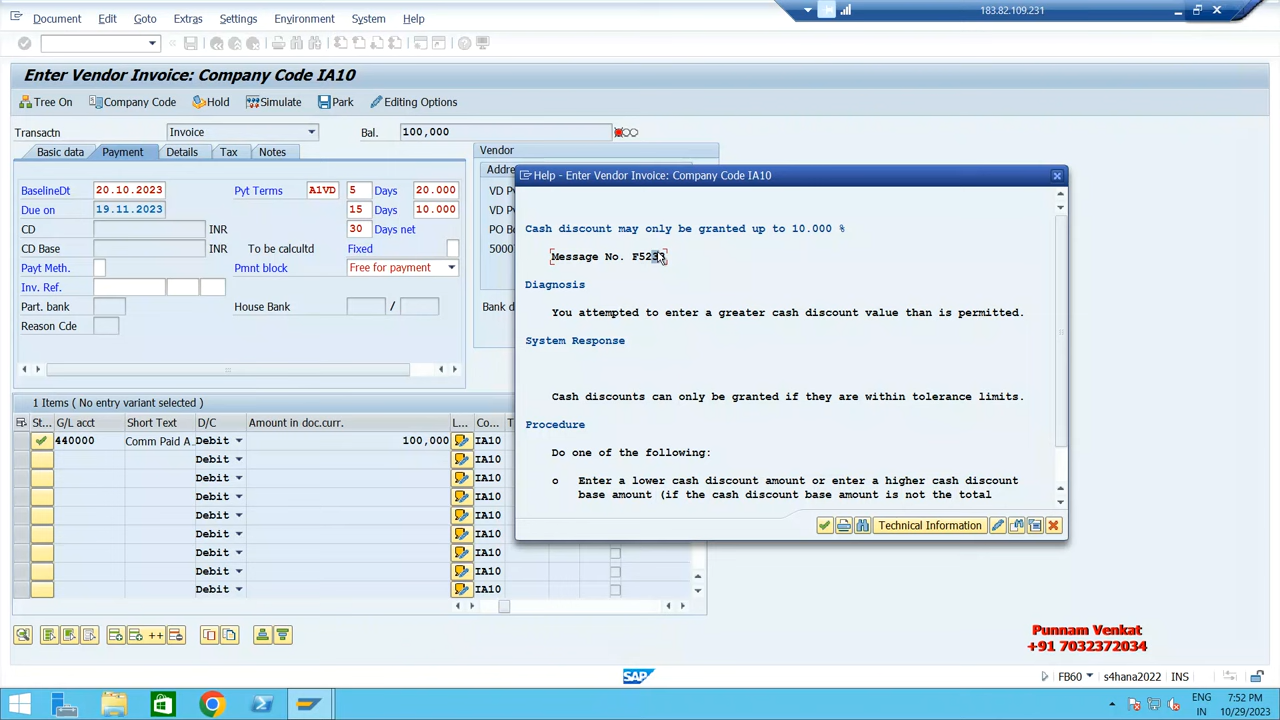 183.82.109.231
Document Edit Goto Extras Settings Environment System Help
Enter Vendor Invoice: Company Code IA10
Tree On Company Code Hold Simulate Park Editing Options
Transactn Invoice Bal. 100,000
Basic data Payment Details Tax Notes
BaselineDt 20.10.2023 Pyt Terms A1VD 5 Days 20.000
Due on 19.11.2023 15 Days 10.000
CD INR 30 Days net
CD Base INR To be calcultd Fixed
Payt Meth. Pmnt block Free for payment
Inv. Ref.
Part. bank House Bank /
Reason Cde
Vendor
Addre
VD P
VD P
PO Bo
5000
Bank d
Help - Enter Vendor Invoice: Company Code IA10
Cash discount may only be granted up to 10.000 %
Message No. F5233
Diagnosis
You attempted to enter a greater cash discount value than is permitted.
System Response
Cash discounts can only be granted if they are within tolerance limits.
Procedure
Do one of the following:
o Enter a lower cash discount amount or enter a higher cash discount
base amount (if the cash discount base amount is not the total
Technical Information
1 Items ( No entry variant selected )
St... G/L acct Short Text D/C Amount in doc.curr. L... Co... T
440000 Comm Paid A. Debit 100,000 IA10
Debit IA10
Debit IA10
Debit IA10
Debit IA10
Debit IA10
Debit IA10
Debit IA10
Debit IA10
Punnam Venkat
+91 7032372034
SAP
FB60 s4hana2022 INS
ENG
IN
7:52 PM
10/29/2023